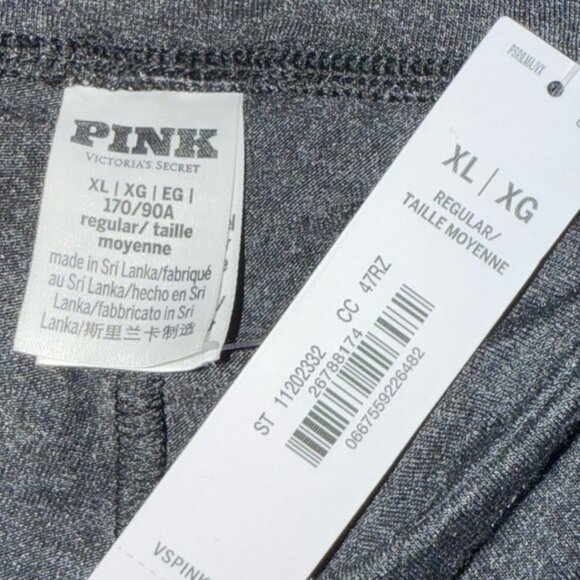 PINK
VICTORIA'S SECRET
XL | XG | EG |
170/90A
regular/ taille
moyenne
made in Sri Lanka/fabriqué
au Sri Lanka/hecho en Sri
Lanka/fabbricato in Sri
Lanka/斯里兰卡制造
XL | XG
REGULAR/
TAILLE MOYENNE
ST 11202332 CC 47RZ
26788174
0667559226482
VSPINK